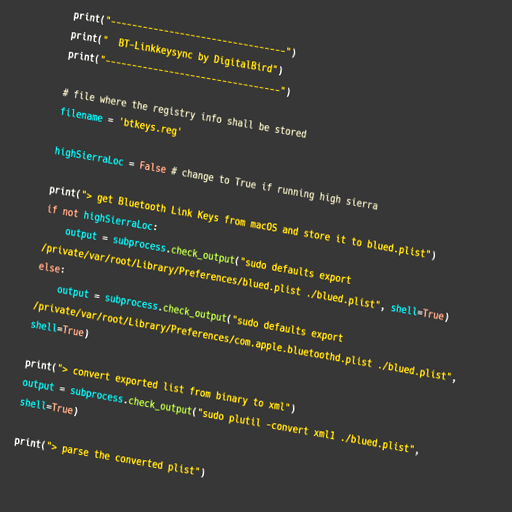 print("---------------------------------")
print("  BT-Linkkeysync by DigitalBird")
print("---------------------------------")
# file where the registry info shall be stored
filename = 'btkeys.reg'
highSierraLoc = False # change to True if running high sierra
print("> get Bluetooth Link Keys from macOS and store it to blued.plist")
if not highSierraLoc:
    output = subprocess.check_output("sudo defaults export
/private/var/root/Library/Preferences/blued.plist ./blued.plist", shell=True)
else:
    output = subprocess.check_output("sudo defaults export
/private/var/root/Library/Preferences/com.apple.bluetoothd.plist ./blued.plist",
shell=True)
print("> convert exported list from binary to xml")
output = subprocess.check_output("sudo plutil -convert xml1 ./blued.plist",
shell=True)
print("> parse the converted plist")